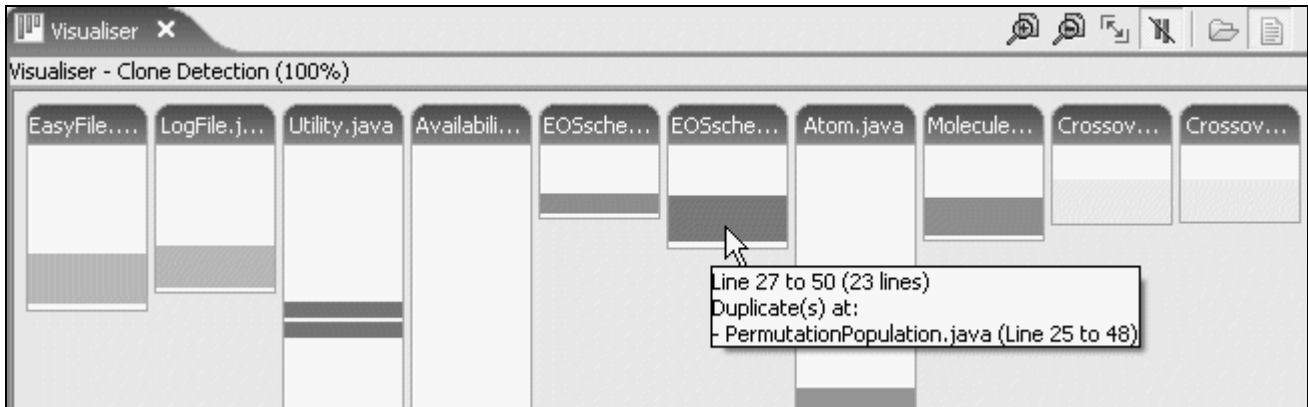 Visualiser
Visualiser - Clone Detection (100%)
EasyFile.... LogFile.j... Utility.java Availabili... EOSsche... EOSsche... Atom.java Molecule... Crossov... Crossov...
Line 27 to 50 (23 lines)
Duplicate(s) at:
- PermutationPopulation.java (Line 25 to 48)